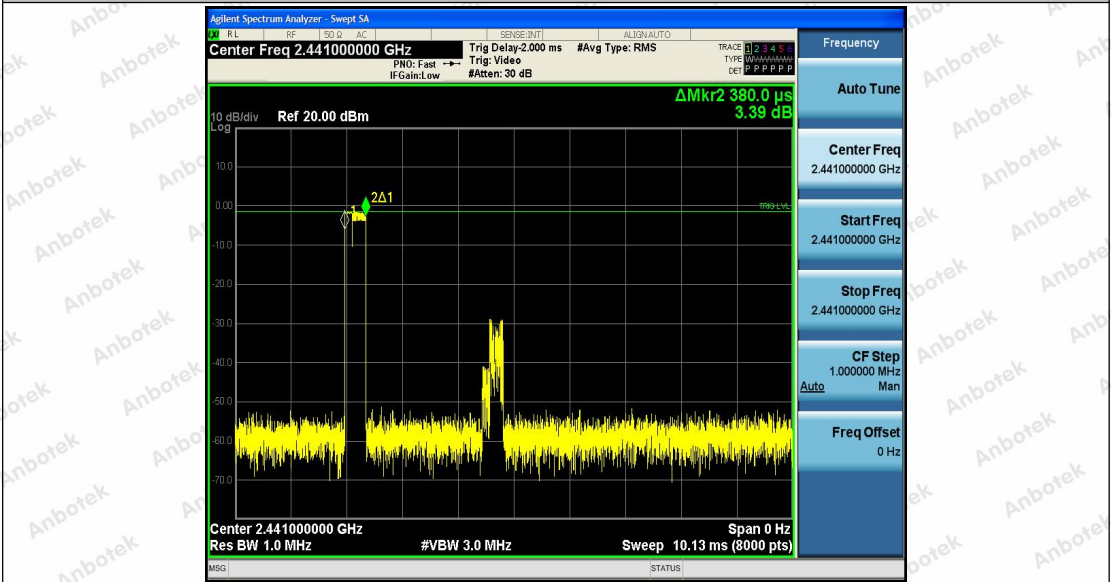 Agilent Spectrum Analyzer - Swept SA
RL RF 50 Ω AC SENSE:INT ALIGNAUTO
Center Freq 2.441000000 GHz
PNO: Fast
IFGain:Low
Trig Delay-2.000 ms
Trig: Video
#Atten: 30 dB
#Avg Type: RMS
TRACE 1 2 3 4 5 6
TYPE W
DET P P P P P P
ΔMkr2 380.0 µs
3.39 dB
10 dB/div
Log
Ref 20.00 dBm
10.0
0.00
-10.0
-20.0
-30.0
-40.0
-50.0
-60.0
-70.0
1
2Δ1
TRIG LVL
Center 2.441000000 GHz
Span 0 Hz
Res BW 1.0 MHz
#VBW 3.0 MHz
Sweep 10.13 ms (8000 pts)
MSG
STATUS
Frequency
Auto Tune
Center Freq
2.441000000 GHz
Start Freq
2.441000000 GHz
Stop Freq
2.441000000 GHz
CF Step
1.000000 MHz
Auto Man
Freq Offset
0 Hz
Anbotek